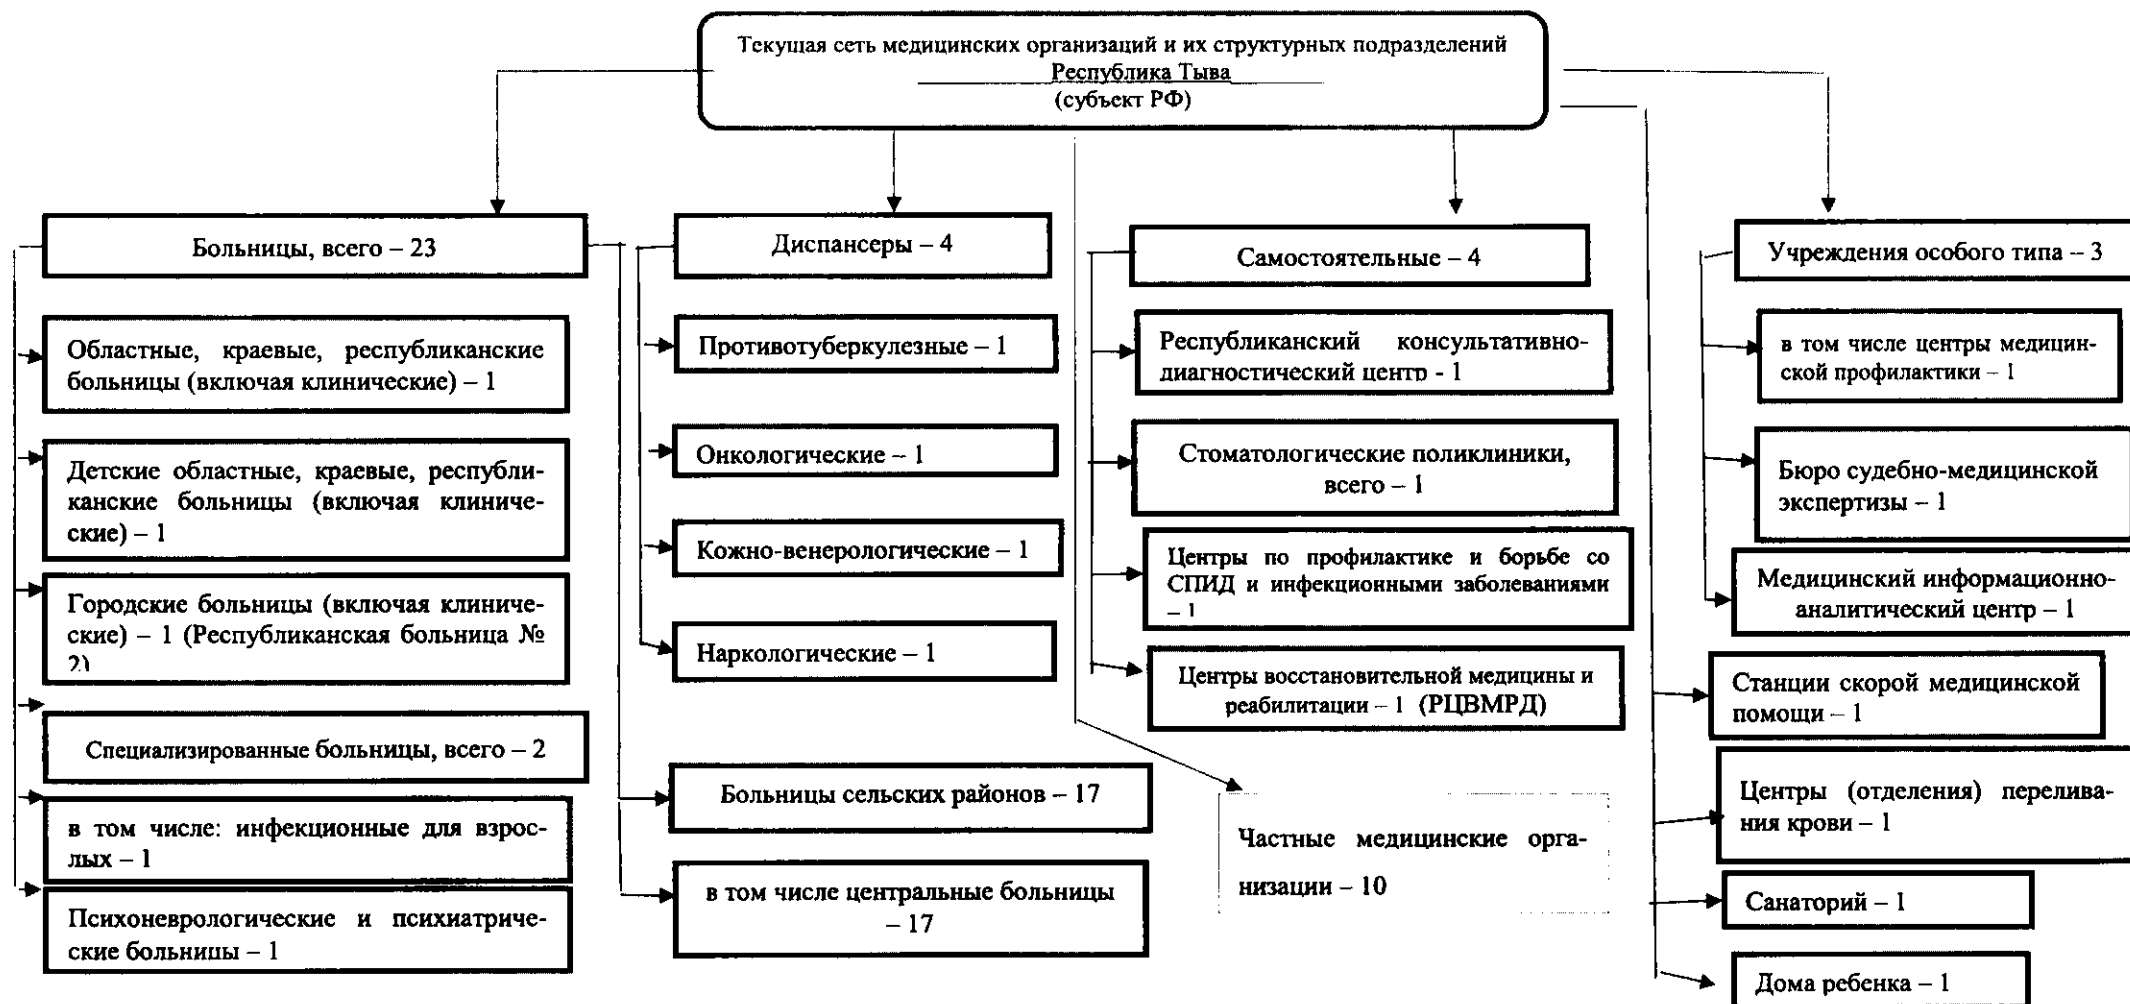 Текущая сеть медицинских организаций и их структурных подразделений
Республика Тыва
(субъект РФ)
Больницы, всего – 23
Областные, краевые, республиканские
больницы (включая клинические) – 1
Детские областные, краевые, республи-
канские больницы (включая клиниче-
ские) – 1
Городские больницы (включая клиниче-
ские) – 1 (Республиканская больница №
2)
Специализированные больницы, всего – 2
в том числе: инфекционные для взрос-
лых – 1
Психоневрологические и психиатриче-
ские больницы – 1
Диспансеры – 4
Противотуберкулезные – 1
Онкологические – 1
Кожно-венерологические – 1
Наркологические – 1
Больницы сельских районов – 17
в том числе центральные больницы
– 17
Самостоятельные – 4
Республиканский консультативно-
диагностический центр - 1
Стоматологические поликлиники,
всего – 1
Центры по профилактике и борьбе со
СПИД и инфекционными заболеваниями
– 1
Центры восстановительной медицины и
реабилитации – 1 (РЦВМРД)
Частные медицинские орга-
низации – 10
Учреждения особого типа – 3
в том числе центры медицин-
ской профилактики – 1
Бюро судебно-медицинской
экспертизы – 1
Медицинский информационно-
аналитический центр – 1
Станции скорой медицинской
помощи – 1
Центры (отделения) перелива-
ния крови – 1
Санаторий – 1
Дома ребенка – 1